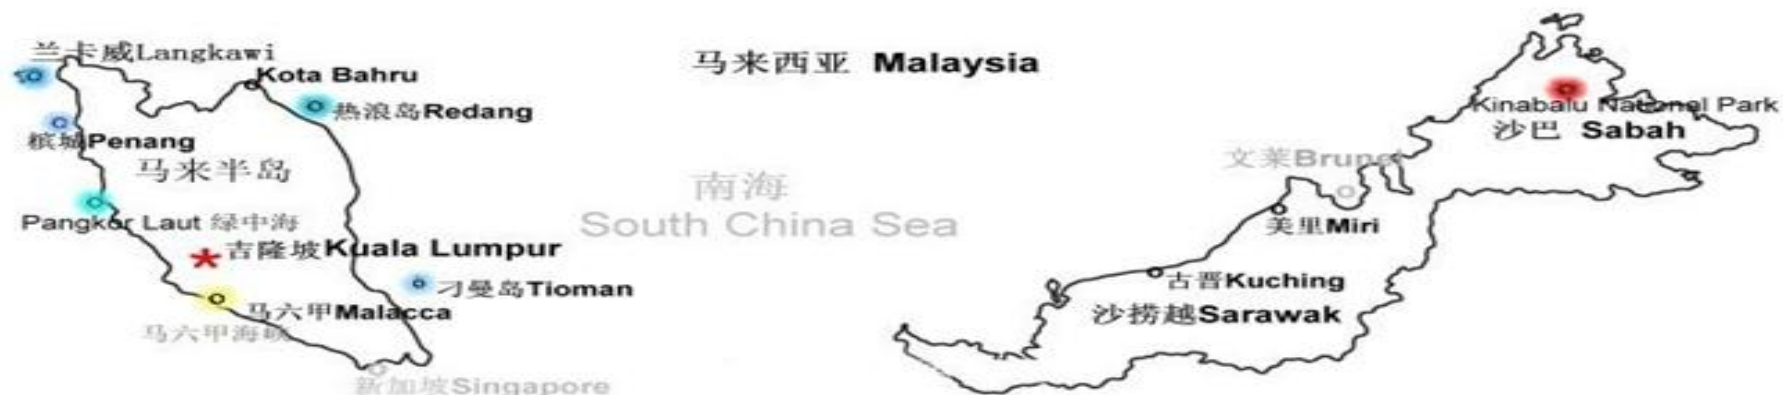 兰卡威Langkawi
马来西亚 Malaysia
Kota Bahru
热浪岛Redang
Kinabalu National Park
沙巴 Sabah
槟城Penang
文莱Brunei
马来半岛
南海
South China Sea
Pangkor Laut 绿中海
美里Miri
吉隆坡Kuala Lumpur
古晋Kuching
刁曼岛Tioman
马六甲Malacca
沙捞越Sarawak
马六甲海峡
新加坡Singapore